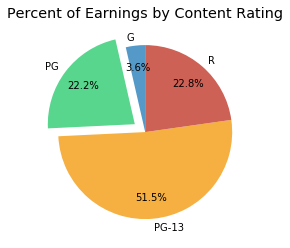 Percent of Earnings by Content Rating
G
3.6%
PG
22.2%
R
22.8%
51.5%
PG-13